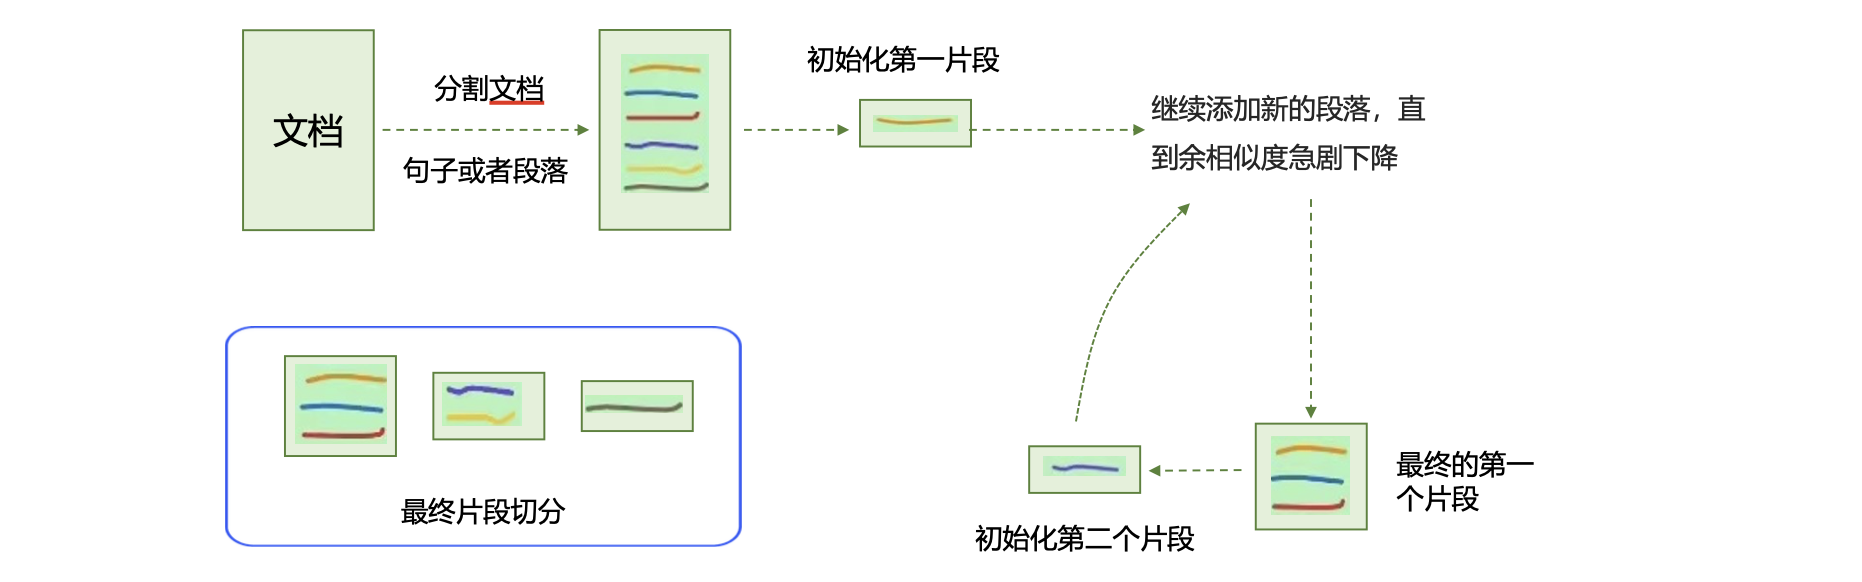 文档
分割文档
句子或者段落
初始化第一片段
继续添加新的段落，直
到余相似度急剧下降
最终的第一
个片段
初始化第二个片段
最终片段切分